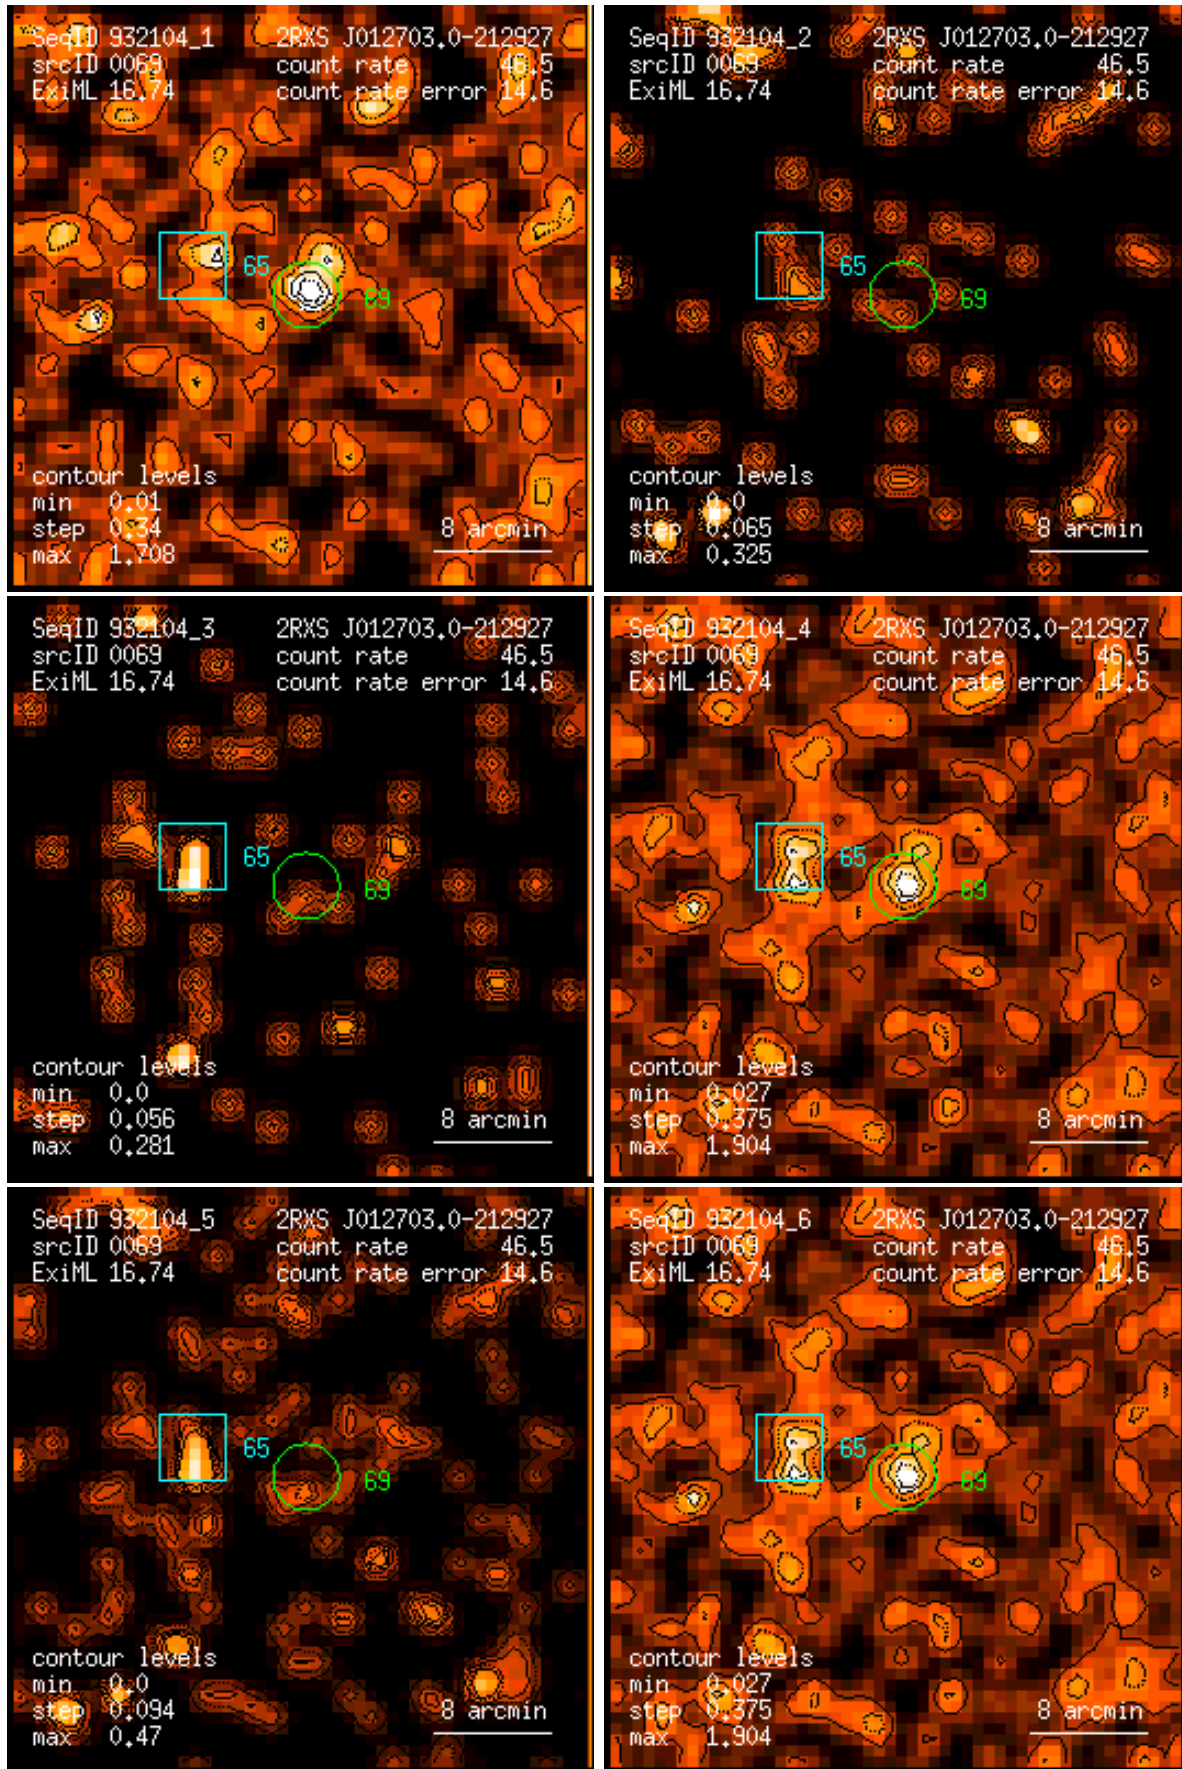 SeqID 932104_1 2RXS J012703.0-212927
srcID 0069 count rate 46.5
ExiML 16.74 count rate error 14.6
65
69
contour levels
min 0.01
step 0.34 8 arcmin
max 1.708
SeqID 932104_2 2RXS J012703.0-212927
srcID 0069 count rate 46.5
ExiML 16.74 count rate error 14.6
65
69
contour levels
min 0.0
step 0.065 8 arcmin
max 0.325
SeqID 932104_3 2RXS J012703.0-212927
srcID 0069 count rate 46.5
ExiML 16.74 count rate error 14.6
65
69
contour levels
min 0.0
step 0.056 8 arcmin
max 0.281
SeqID 932104_4 2RXS J012703.0-212927
srcID 0069 count rate 46.5
ExiML 16.74 count rate error 14.6
65
69
contour levels
min 0.027
step 0.375 8 arcmin
max 1.904
SeqID 932104_5 2RXS J012703.0-212927
srcID 0069 count rate 46.5
ExiML 16.74 count rate error 14.6
65
69
contour levels
min 0.0
step 0.094 8 arcmin
max 0.47
SeqID 932104_6 2RXS J012703.0-212927
srcID 0069 count rate 46.5
ExiML 16.74 count rate error 14.6
65
69
contour levels
min 0.027
step 0.375 8 arcmin
max 1.904